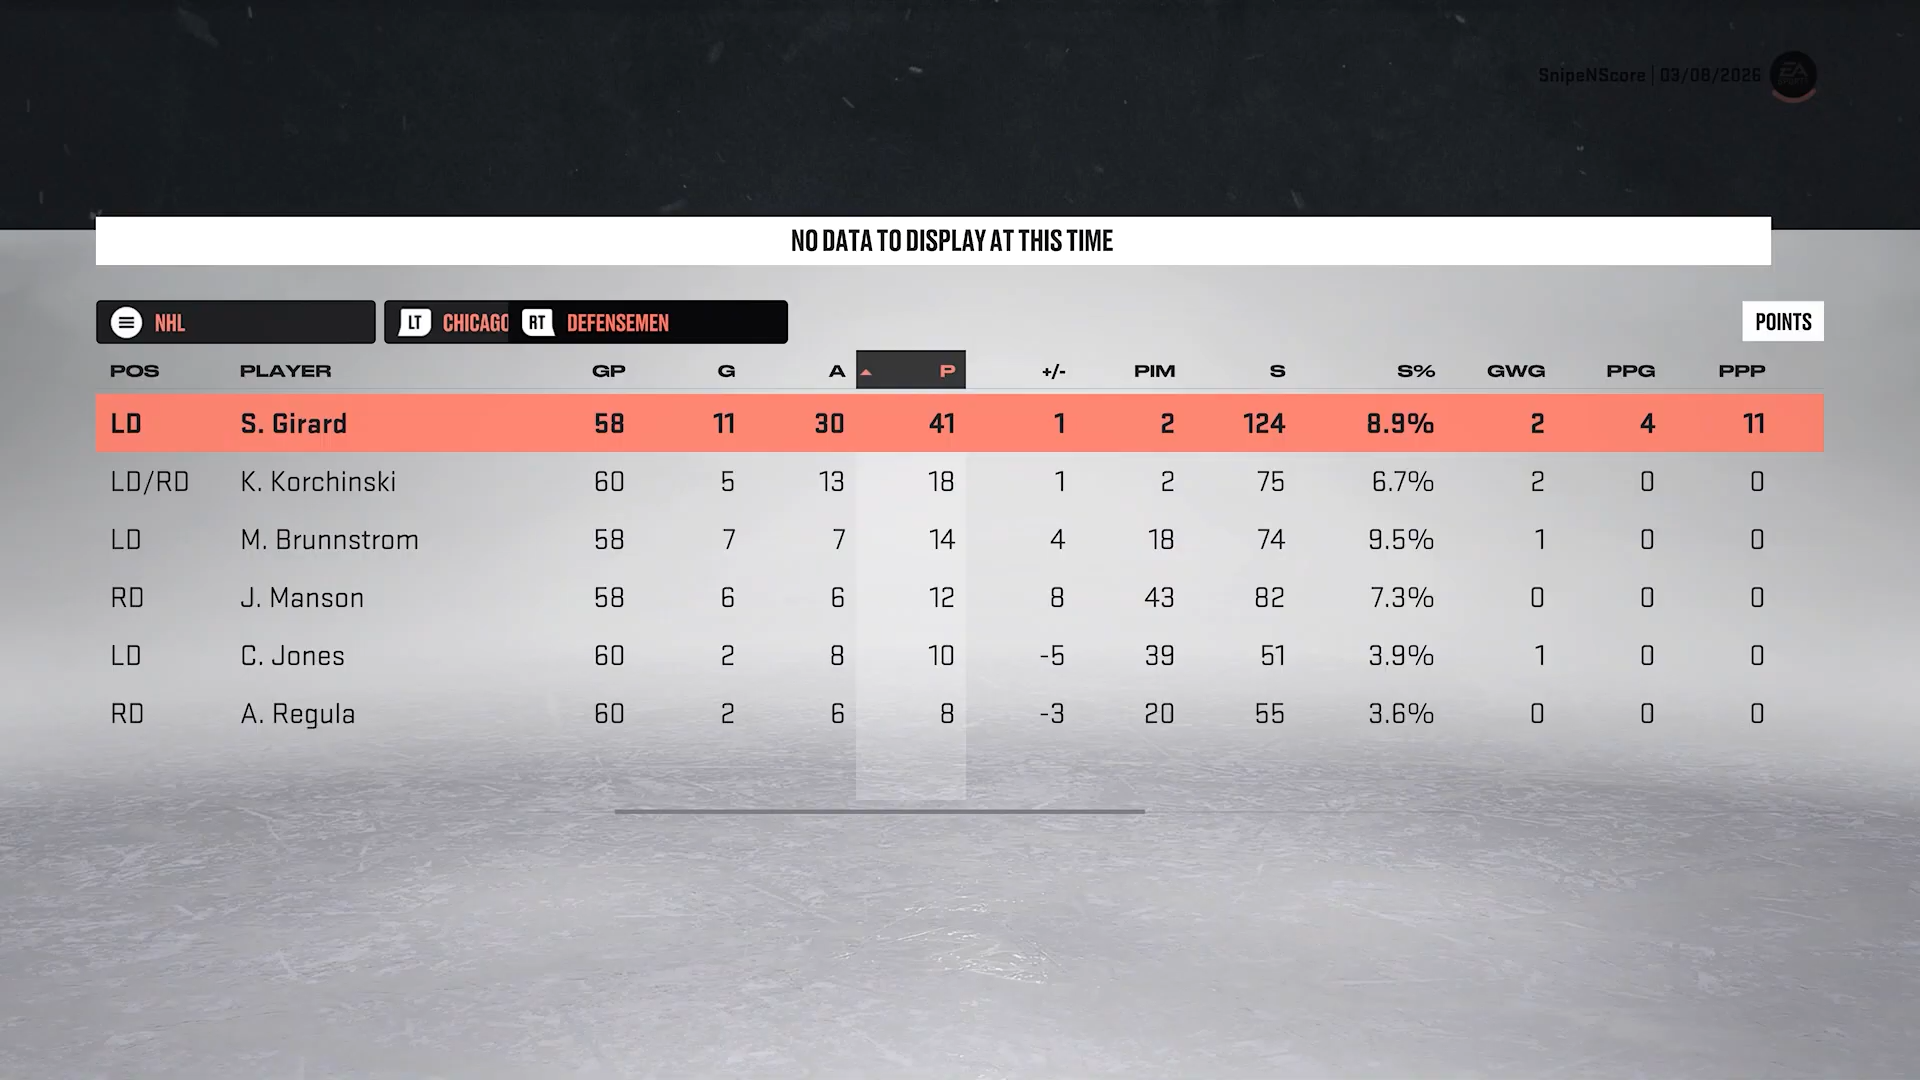 SnipeNScore | 03/08/2026
EA
NO DATA TO DISPLAY AT THIS TIME
NHL LT CHICAGO RT DEFENSEMEN POINTS
POS PLAYER GP G A P +/- PIM S S% GWG PPG PPP
LD S. Girard 58 11 30 41 1 2 124 8.9% 2 4 11
LD/RD K. Korchinski 60 5 13 18 1 2 75 6.7% 2 0 0
LD M. Brunnstrom 58 7 7 14 4 18 74 9.5% 1 0 0
RD J. Manson 58 6 6 12 8 43 82 7.3% 0 0 0
LD C. Jones 60 2 8 10 -5 39 51 3.9% 1 0 0
RD A. Regula 60 2 6 8 -3 20 55 3.6% 0 0 0